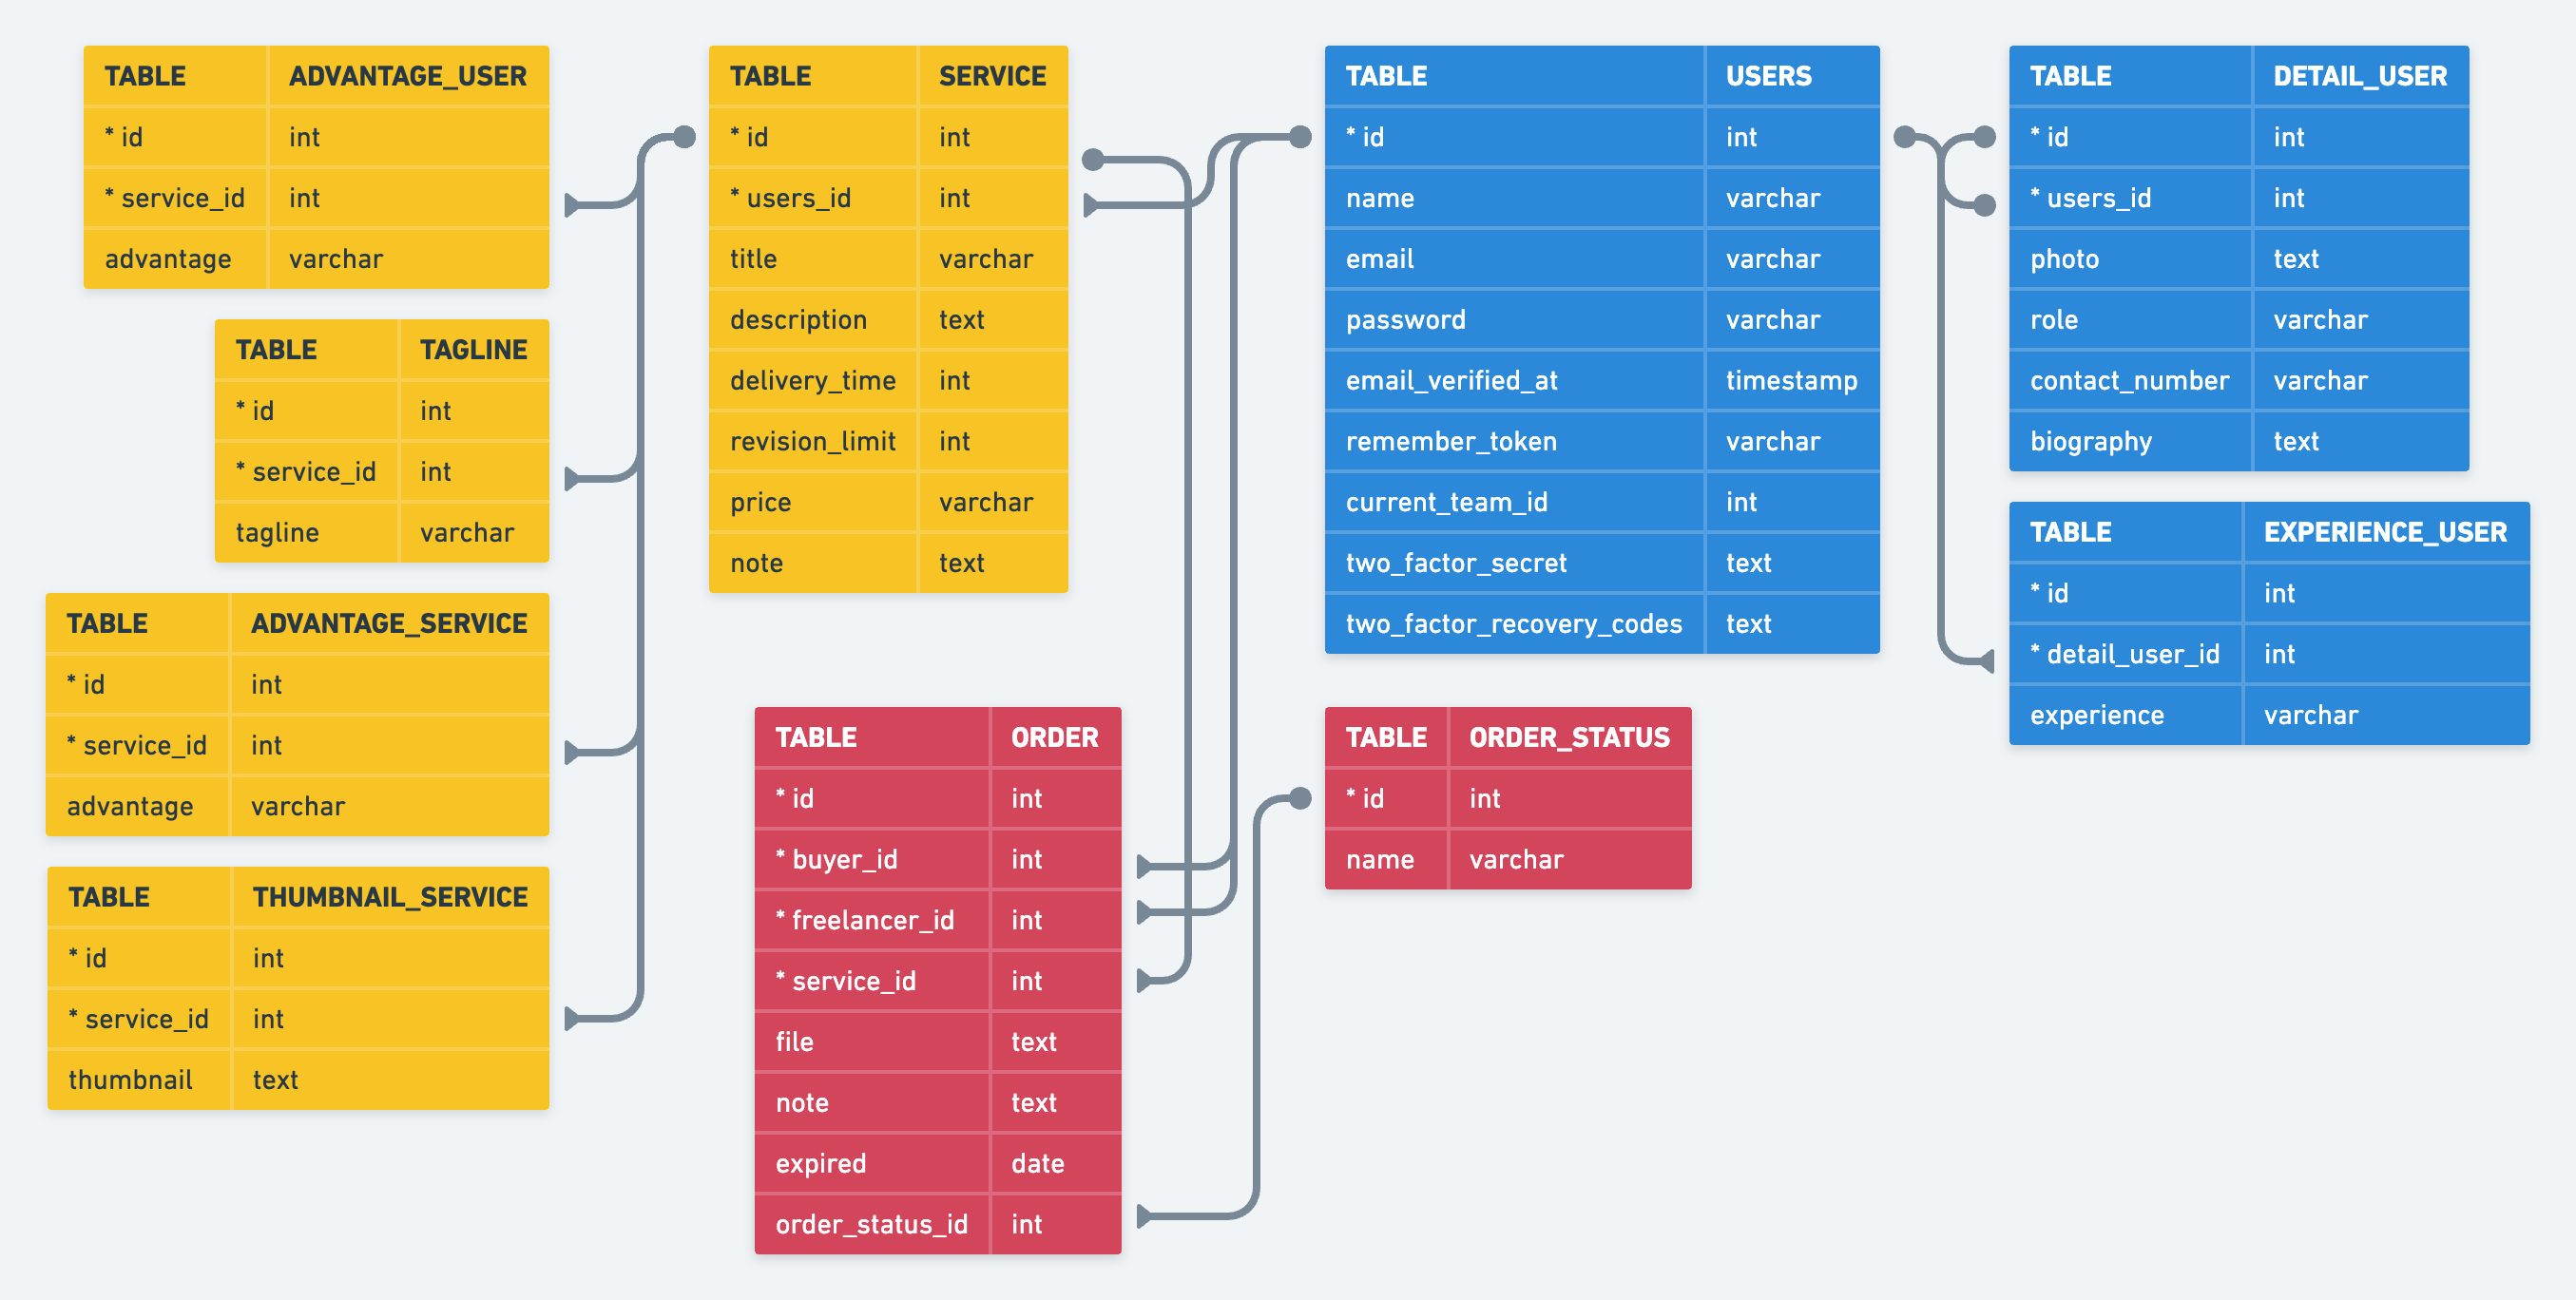 TABLE ADVANTAGE_USER
* id int
* service_id int
advantage varchar
TABLE TAGLINE
* id int
* service_id int
tagline varchar
TABLE ADVANTAGE_SERVICE
* id int
* service_id int
advantage varchar
TABLE THUMBNAIL_SERVICE
* id int
* service_id int
thumbnail text
TABLE SERVICE
* id int
* users_id int
title varchar
description text
delivery_time int
revision_limit int
price varchar
note text
TABLE ORDER
* id int
* buyer_id int
* freelancer_id int
* service_id int
file text
note text
expired date
order_status_id int
TABLE USERS
* id int
name varchar
email varchar
password varchar
email_verified_at timestamp
remember_token varchar
current_team_id int
two_factor_secret text
two_factor_recovery_codes text
TABLE ORDER_STATUS
* id int
name varchar
TABLE DETAIL_USER
* id int
* users_id int
photo text
role varchar
contact_number varchar
biography text
TABLE EXPERIENCE_USER
* id int
* detail_user_id int
experience varchar